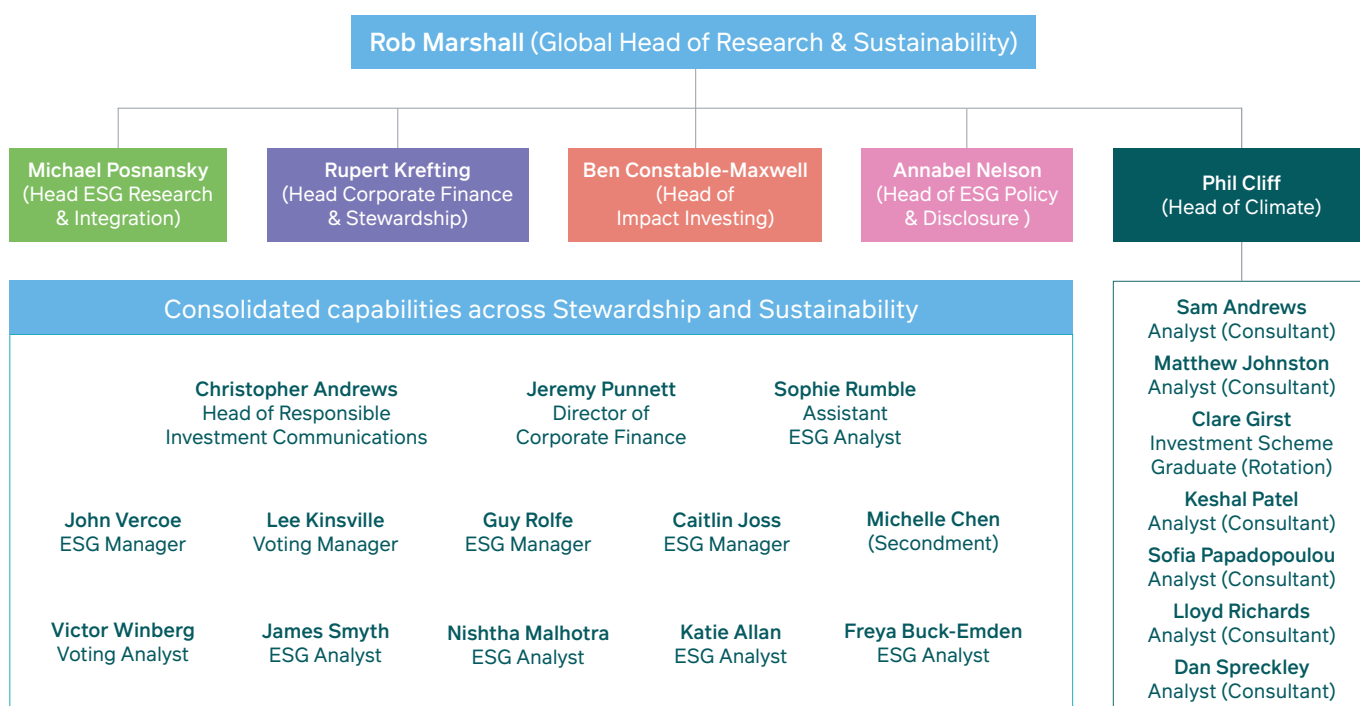 Rob Marshall (Global Head of Research & Sustainability)
Michael Posnansky
(Head ESG Research
& Integration)
Rupert Krefting
(Head Corporate Finance
& Stewardship)
Ben Constable-Maxwell
(Head of
Impact Investing)
Annabel Nelson
(Head of ESG Policy
& Disclosure )
Phil Cliff
(Head of Climate)
Consolidated capabilities across Stewardship and Sustainability
Christopher Andrews
Head of Responsible
Investment Communications
Jeremy Punnett
Director of
Corporate Finance
Sophie Rumble
Assistant
ESG Analyst
John Vercoe
ESG Manager
Lee Kinsville
Voting Manager
Guy Rolfe
ESG Manager
Caitlin Joss
ESG Manager
Michelle Chen
(Secondment)
Victor Winberg
Voting Analyst
James Smyth
ESG Analyst
Nishtha Malhotra
ESG Analyst
Katie Allan
ESG Analyst
Freya Buck-Emden
ESG Analyst
Sam Andrews
Analyst (Consultant)
Matthew Johnston
Analyst (Consultant)
Clare Girst
Investment Scheme
Graduate (Rotation)
Keshal Patel
Analyst (Consultant)
Sofia Papadopoulou
Analyst (Consultant)
Lloyd Richards
Analyst (Consultant)
Dan Spreckley
Analyst (Consultant)